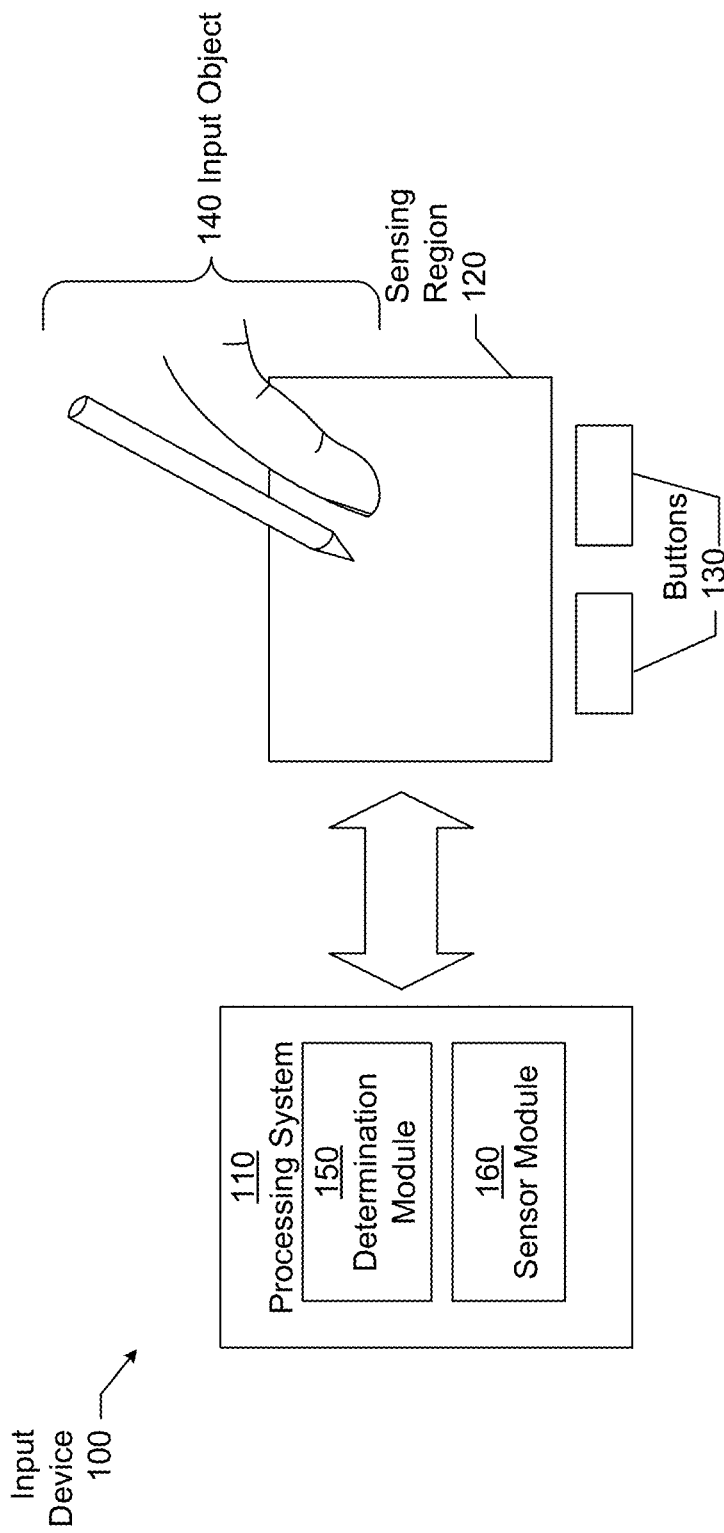 Input
Device
100
110
Processing System
150
Determination
Module
160
Sensor Module
140 Input Object
Sensing
Region
120
Buttons
130